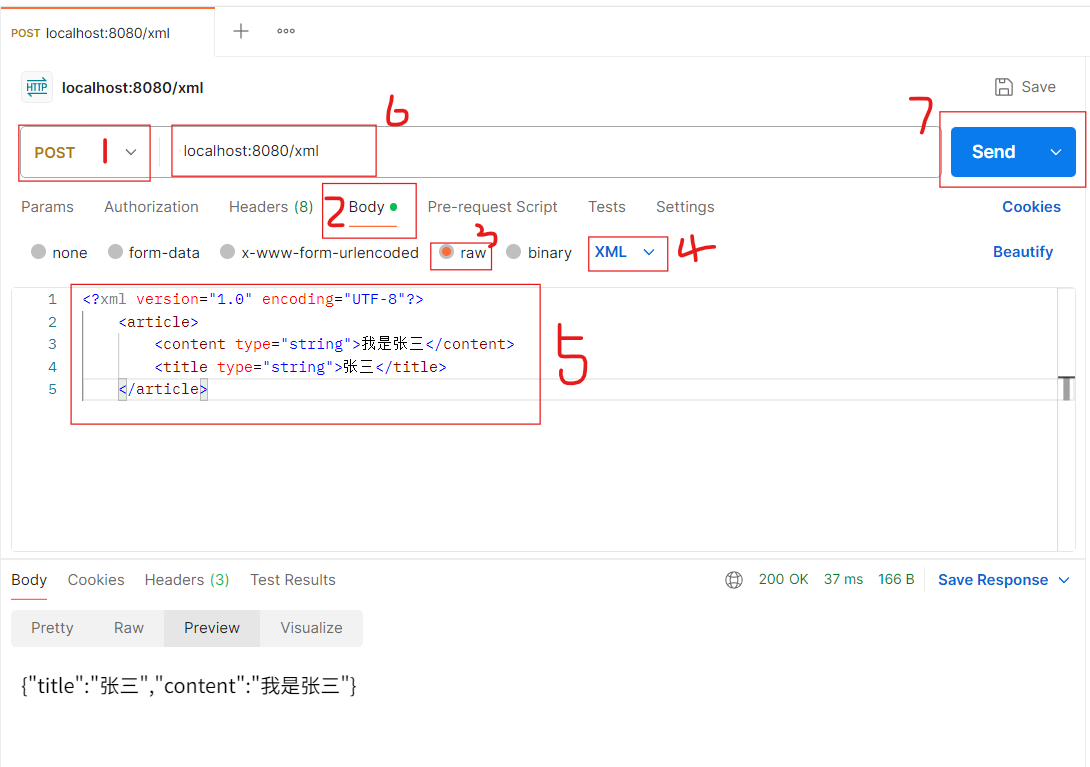 POST localhost:8080/xml
HTTP localhost:8080/xml Save
6 7
POST 1 localhost:8080/xml Send
Params Authorization Headers (8) 2 Body Pre-request Script Tests Settings Cookies
none form-data x-www-form-urlencoded raw 3 binary XML 4 Beautify
1 <?xml version="1.0" encoding="UTF-8"?>
2 <article>
3 <content type="string">我是张三</content>
4 <title type="string">张三</title>
5 </article>
5
Body Cookies Headers (3) Test Results 200 OK 37 ms 166 B Save Response
Pretty Raw Preview Visualize
{"title":"张三","content":"我是张三"}